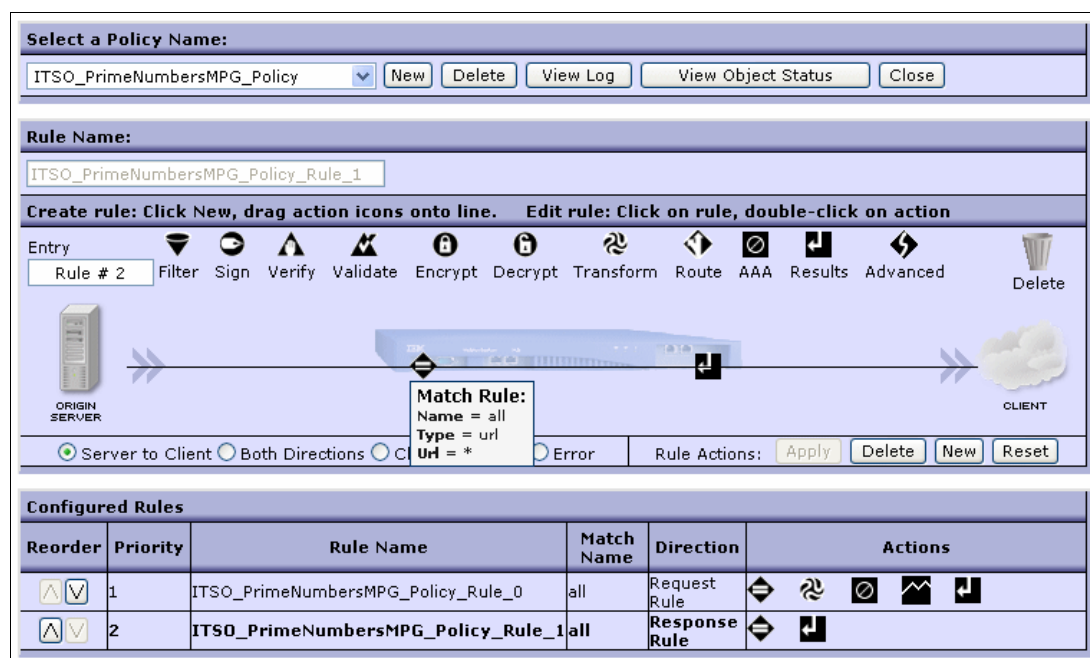 Select a Policy Name:
ITSO_PrimeNumbersMPG_Policy New Delete View Log View Object Status Close
Rule Name:
ITSO_PrimeNumbersMPG_Policy_Rule_1
Create rule: Click New, drag action icons onto line. Edit rule: Click on rule, double-click on action
Entry
Rule # 2
Filter Sign Verify Validate Encrypt Decrypt Transform Route AAA Results Advanced
Delete
ORIGIN
SERVER
CLIENT
Match Rule:
Name = all
Type = url
Url = *
Server to Client Both Directions Error Rule Actions: Apply Delete New Reset
Configured Rules
Reorder Priority Rule Name Match Name Direction Actions
1 ITSO_PrimeNumbersMPG_Policy_Rule_0 all Request Rule
2 ITSO_PrimeNumbersMPG_Policy_Rule_1 all Response Rule